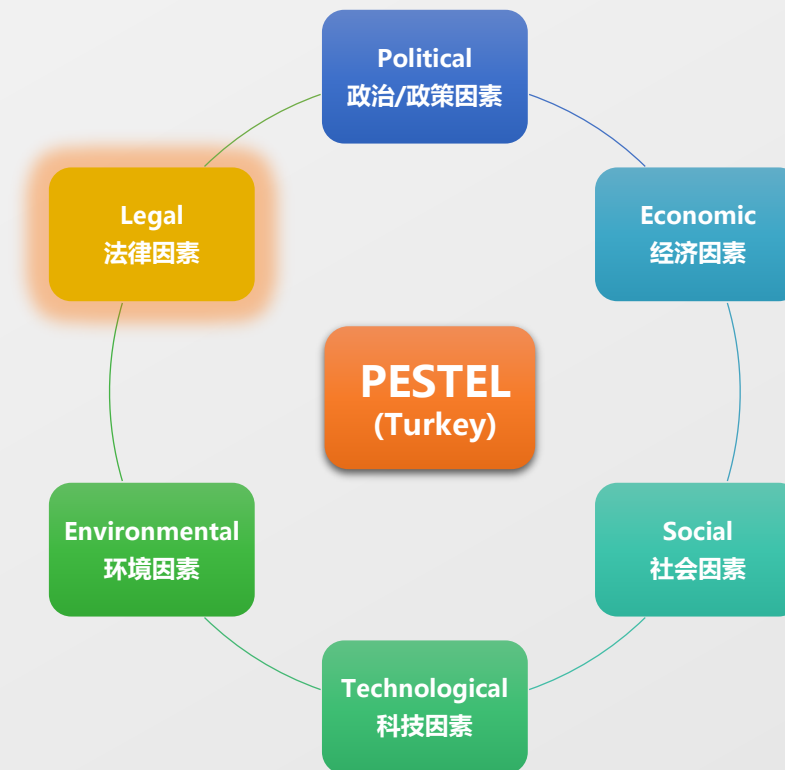 Political
政治/政策因素
Legal
法律因素
Economic
经济因素
PESTEL
(Turkey)
Environmental
环境因素
Social
社会因素
Technological
科技因素